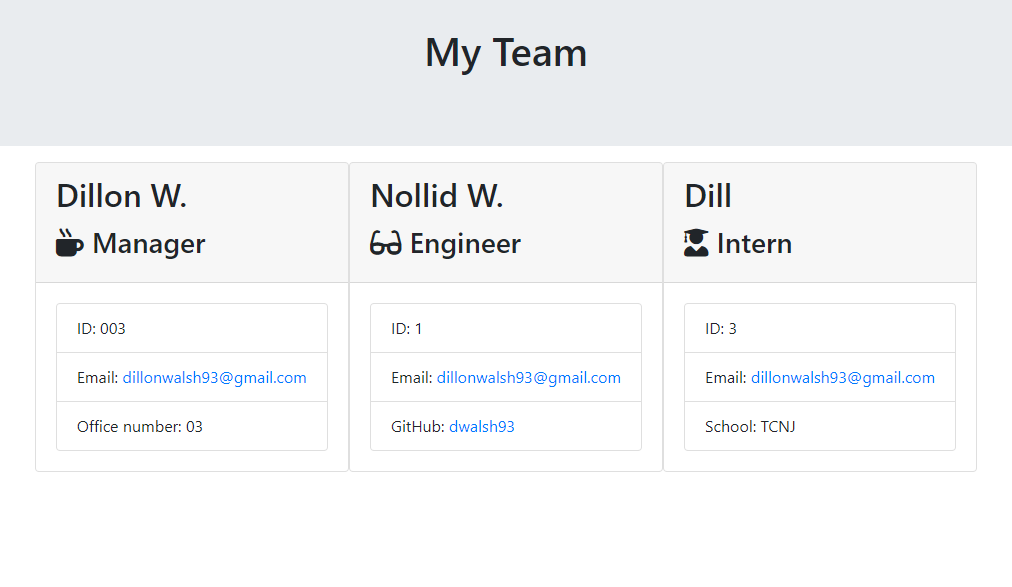 My Team
Dillon W.
Manager
ID: 003
Email: dillonwalsh93@gmail.com
Office number: 03
Nollid W.
Engineer
ID: 1
Email: dillonwalsh93@gmail.com
GitHub: dwalsh93
Dill
Intern
ID: 3
Email: dillonwalsh93@gmail.com
School: TCNJ